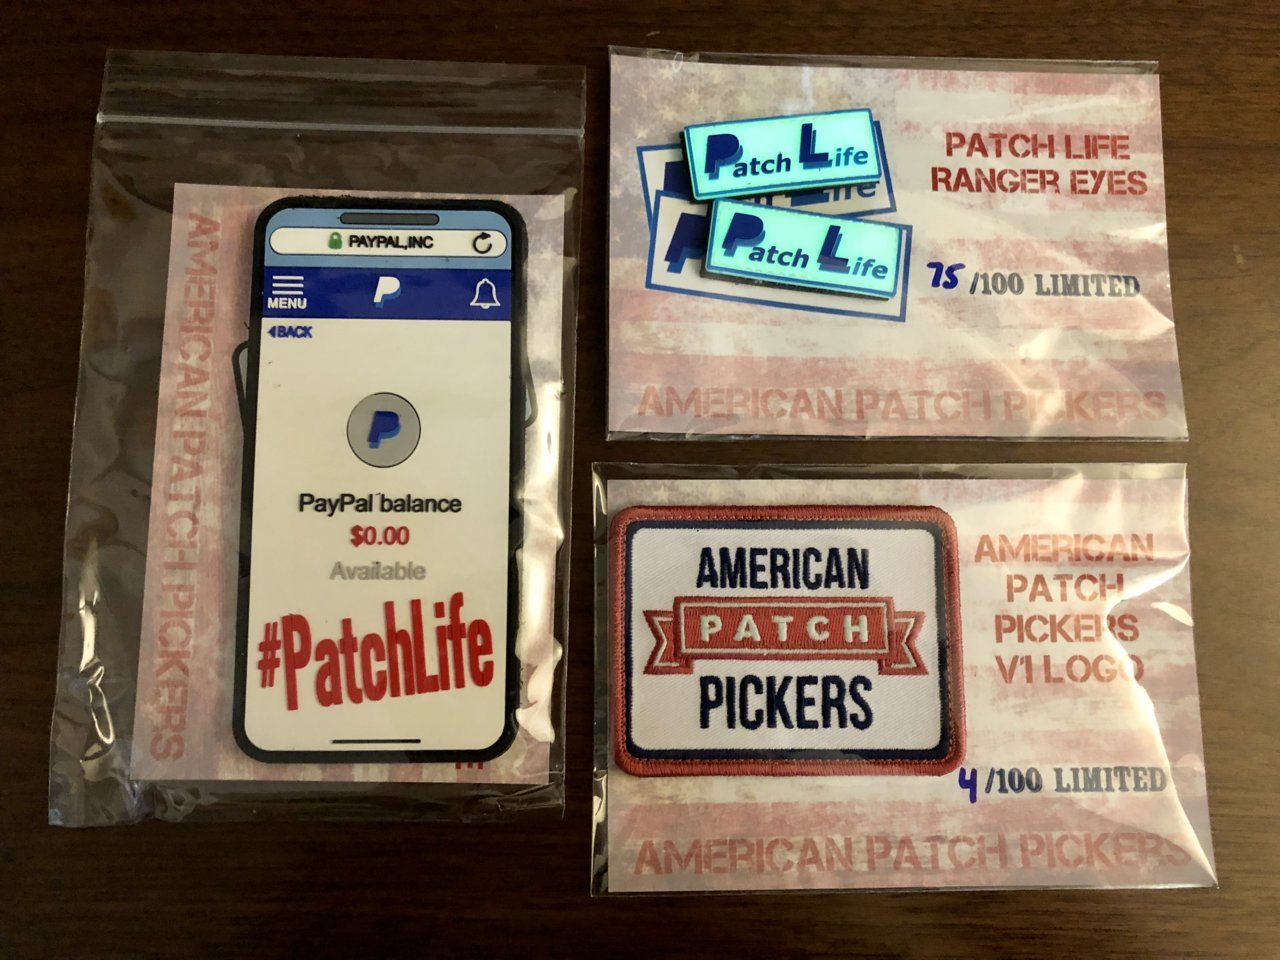 AMERICAN PATCH PICKERS
PAYPAL,INC
MENU
P
BACK
P
PayPal balance
$0.00
Available
#PatchLife
Patch Life
Life
Patch Life
P
PATCH LIFE
RANGER EYES
75/100 LIMITED
AMERICAN PATCH PICKERS
AMERICAN
PATCH
PICKERS
AMERICAN
PATCH
PICKERS
V1 LOGO
4/100 LIMITED
AMERICAN PATCH PICKERS